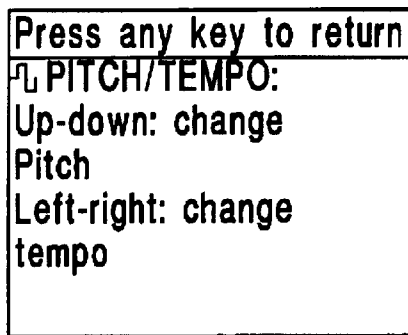 Press any key to return
PITCH/TEMPO:
Up-down: change
Pitch
Left-right: change
tempo